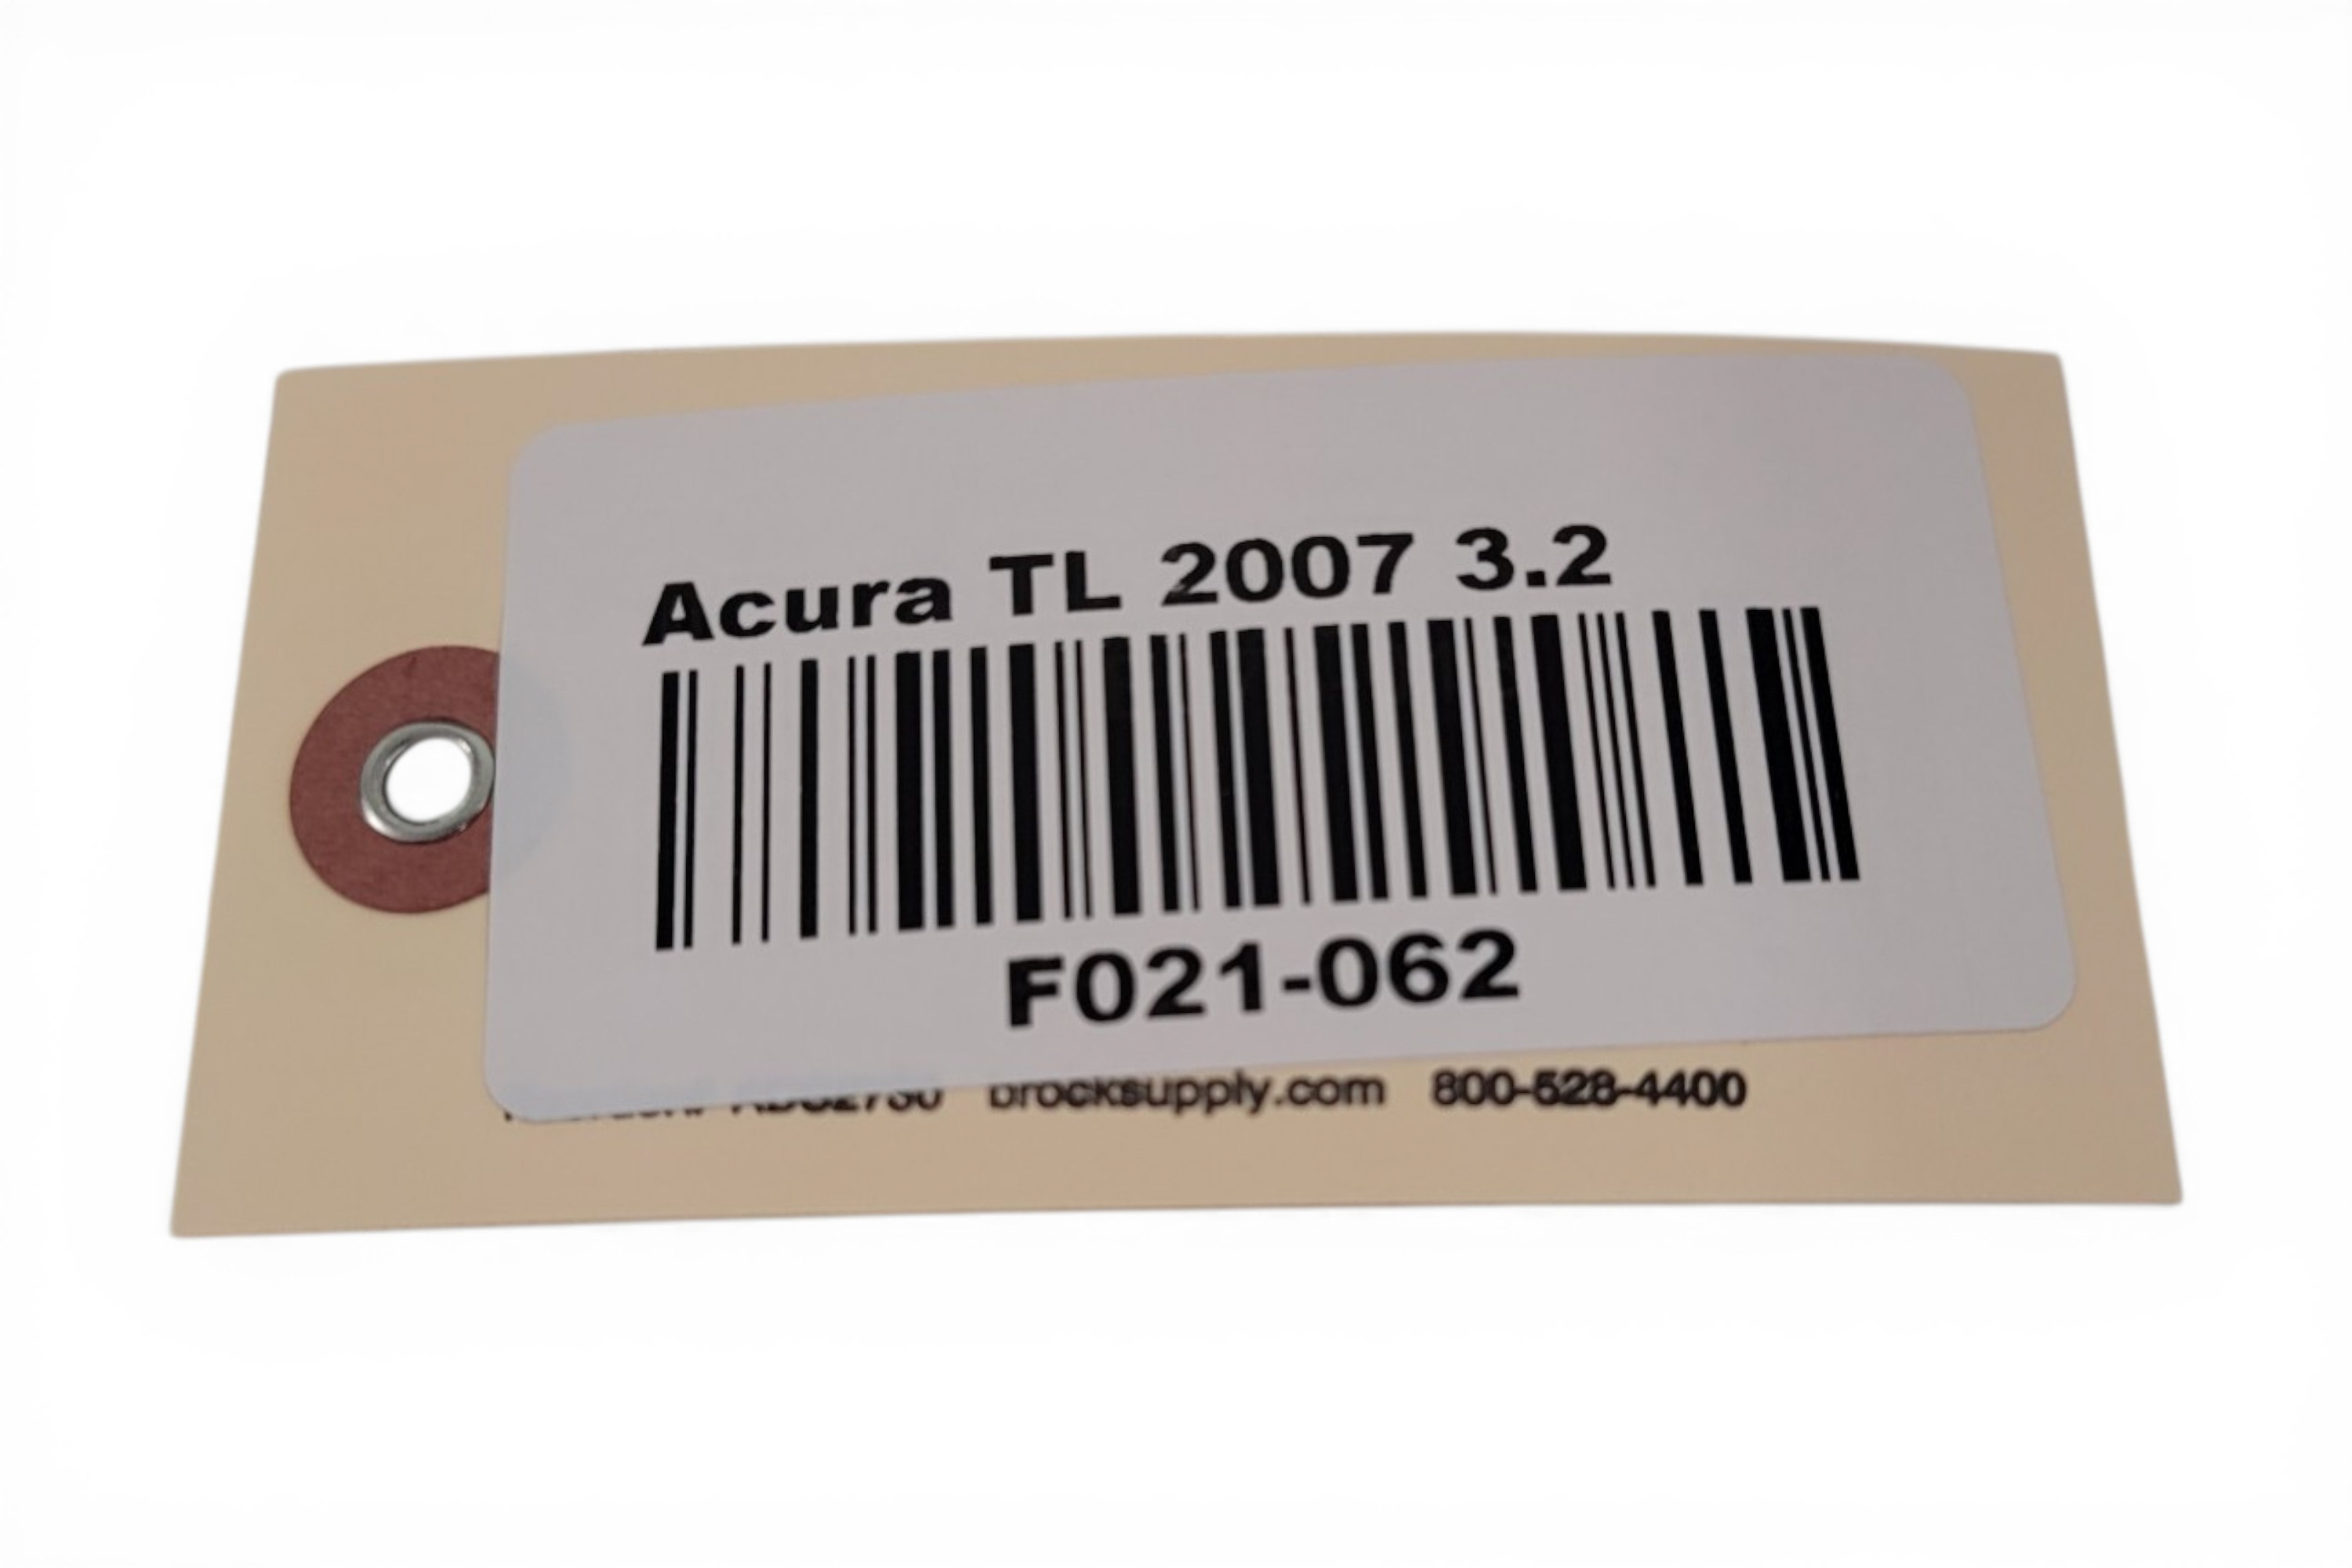 Acura TL 2007 3.2
F021-062
brocksupply.com 800-528-4400